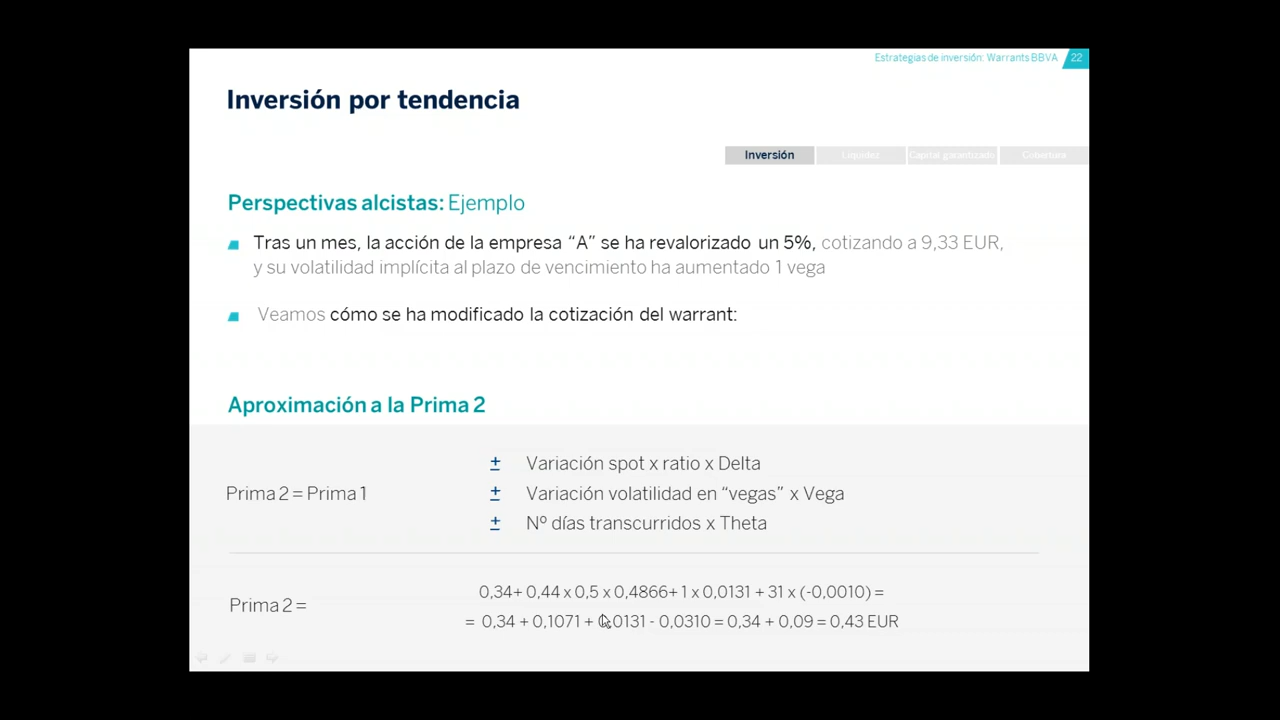 Estrategias de inversión: Warrants BBVA 22
Inversión por tendencia
Inversión Liquidez Capital garantizado Cobertura
Perspectivas alcistas: Ejemplo
Tras un mes, la acción de la empresa “A” se ha revalorizado un 5%, cotizando a 9,33 EUR,
y su volatilidad implícita al plazo de vencimiento ha aumentado 1 vega
Veamos cómo se ha modificado la cotización del warrant:
Aproximación a la Prima 2
± Variación spot x ratio x Delta
Prima 2 = Prima 1 ± Variación volatilidad en “vegas” x Vega
± Nº días transcurridos x Theta
0,34+ 0,44 x 0,5 x 0,4866+ 1 x 0,0131 + 31 x (-0,0010) =
Prima 2 =
= 0,34 + 0,1071 + 0,0131 - 0,0310 = 0,34 + 0,09 = 0,43 EUR